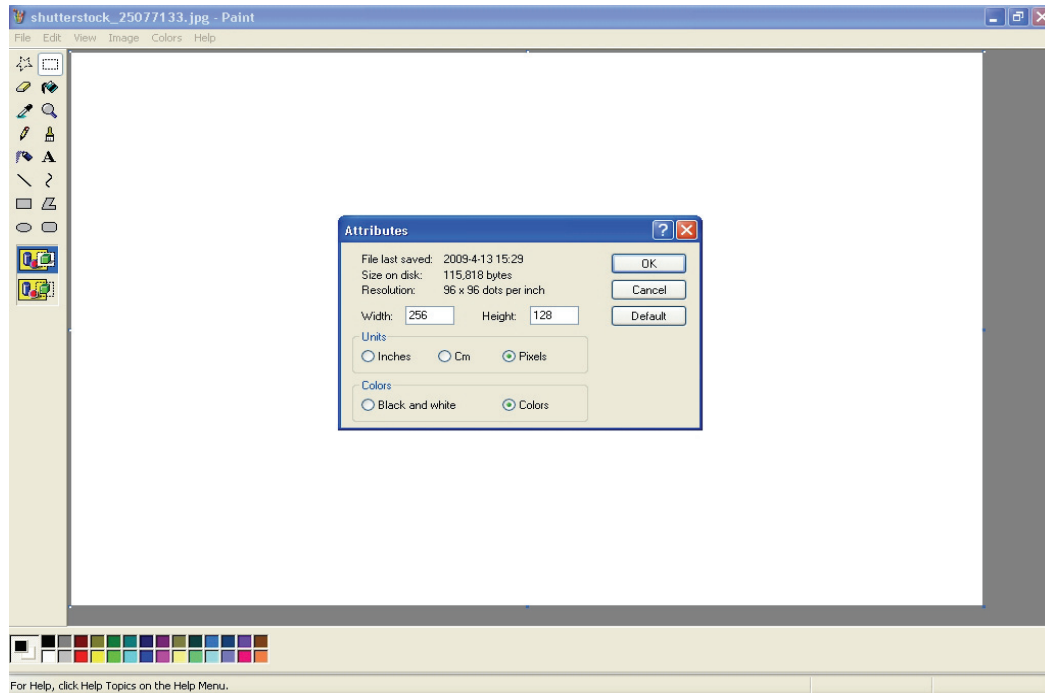 shutterstock_25077133.jpg - Paint
File Edit View Image Colors Help
A
Attributes
File last saved: 2009-4-13 15:29
Size on disk: 115,818 bytes
Resolution: 96 x 96 dots per inch
Width: 256 Height: 128
Units
Inches Cm Pixels
Colors
Black and white Colors
OK
Cancel
Default
For Help, click Help Topics on the Help Menu.